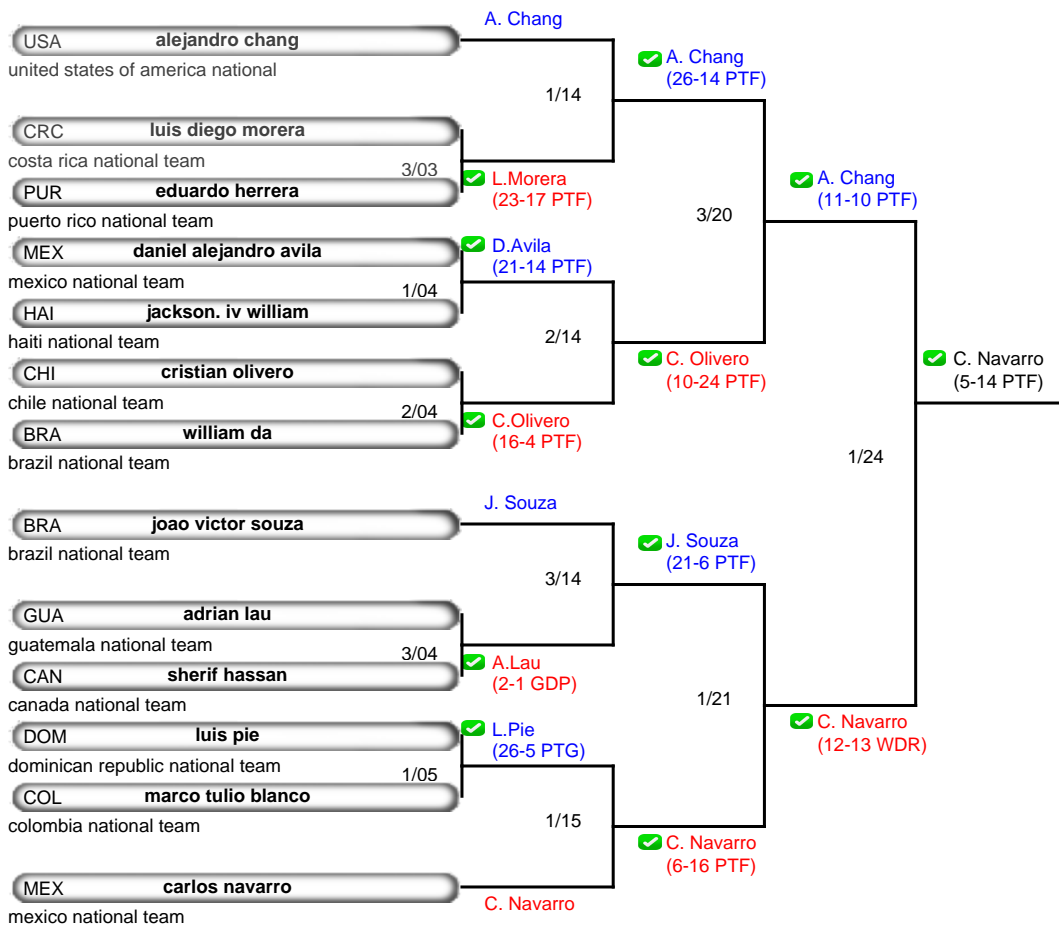 A. Chang
USA alejandro chang
united states of america national
A. Chang
(26-14 PTF)
1/14
CRC luis diego morera
costa rica national team
3/03
L.Morera
(23-17 PTF)
PUR eduardo herrera
puerto rico national team
A. Chang
(11-10 PTF)
3/20
MEX daniel alejandro avila
mexico national team
D.Avila
(21-14 PTF)
1/04
HAI jackson. iv william
haiti national team
2/14
CHI cristian olivero
chile national team
C. Olivero
(10-24 PTF)
C. Navarro
(5-14 PTF)
2/04
BRA william da
brazil national team
C.Olivero
(16-4 PTF)
1/24
J. Souza
BRA joao victor souza
brazil national team
J. Souza
(21-6 PTF)
3/14
GUA adrian lau
guatemala national team
3/04
A.Lau
(2-1 GDP)
CAN sherif hassan
canada national team
1/21
DOM luis pie
dominican republic national team
L.Pie
(26-5 PTG)
C. Navarro
(12-13 WDR)
1/05
COL marco tulio blanco
colombia national team
1/15
C. Navarro
(6-16 PTF)
MEX carlos navarro
mexico national team
C. Navarro